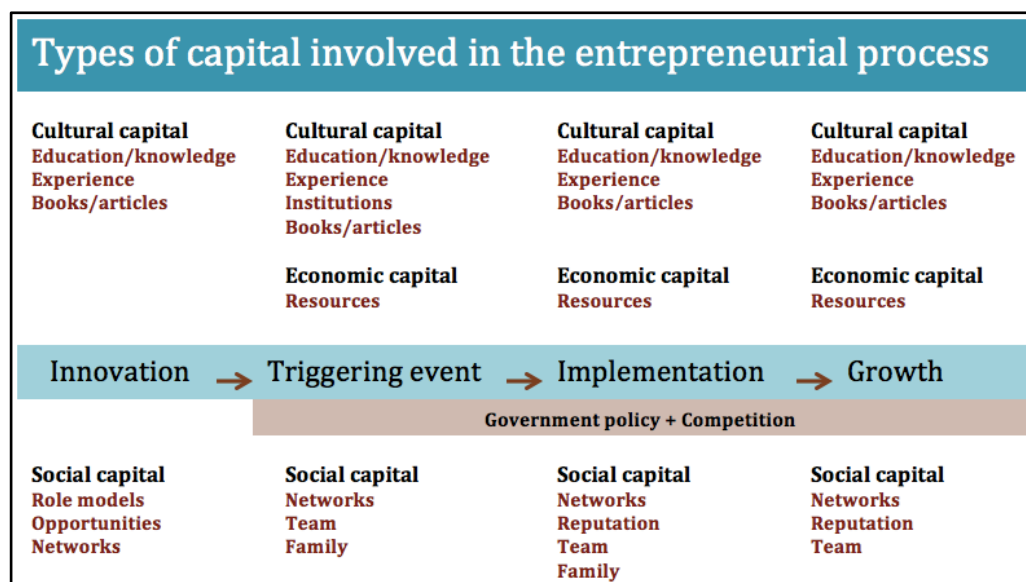 Types of capital involved in the entrepreneurial process
Cultural capital
Education/knowledge
Experience
Books/articles
Cultural capital
Education/knowledge
Experience
Institutions
Books/articles
Cultural capital
Education/knowledge
Experience
Books/articles
Cultural capital
Education/knowledge
Experience
Books/articles
Economic capital
Resources
Economic capital
Resources
Economic capital
Resources
Innovation → Triggering event → Implementation → Growth
Government policy + Competition
Social capital
Role models
Opportunities
Networks
Social capital
Networks
Team
Family
Social capital
Networks
Reputation
Team
Family
Social capital
Networks
Reputation
Team